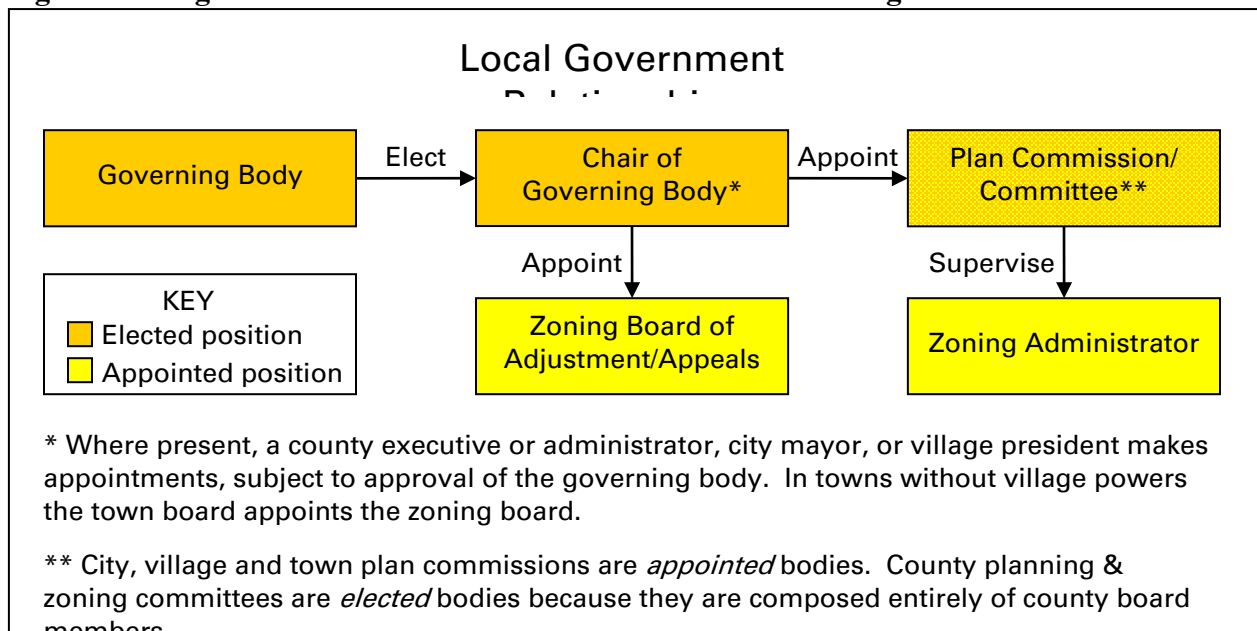 Local Government
Governing Body
Elect
Chair of
Governing Body*
Appoint
Plan Commission/
Committee**
Appoint
Supervise
KEY
Elected position
Appointed position
Zoning Board of
Adjustment/Appeals
Zoning Administrator
* Where present, a county executive or administrator, city mayor, or village president makes
appointments, subject to approval of the governing body.  In towns without village powers
the town board appoints the zoning board.
** City, village and town plan commissions are appointed bodies.  County planning &
zoning committees are elected bodies because they are composed entirely of county board
members